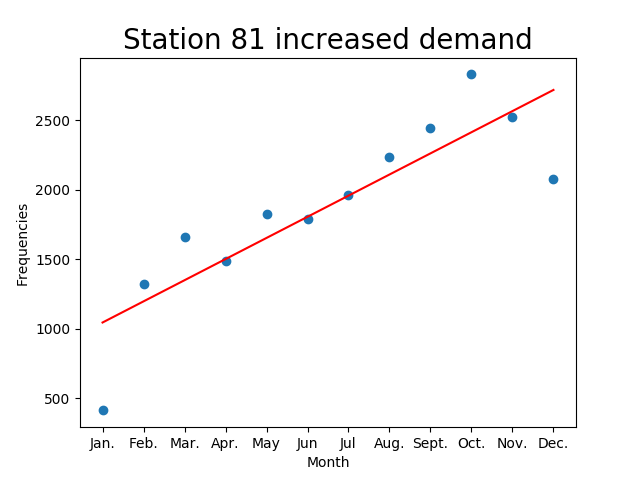 Station 81 increased demand
Frequencies
2500
2000
1500
1000
500
Jan. Feb. Mar. Apr. May Jun Jul Aug. Sept. Oct. Nov. Dec.
Month